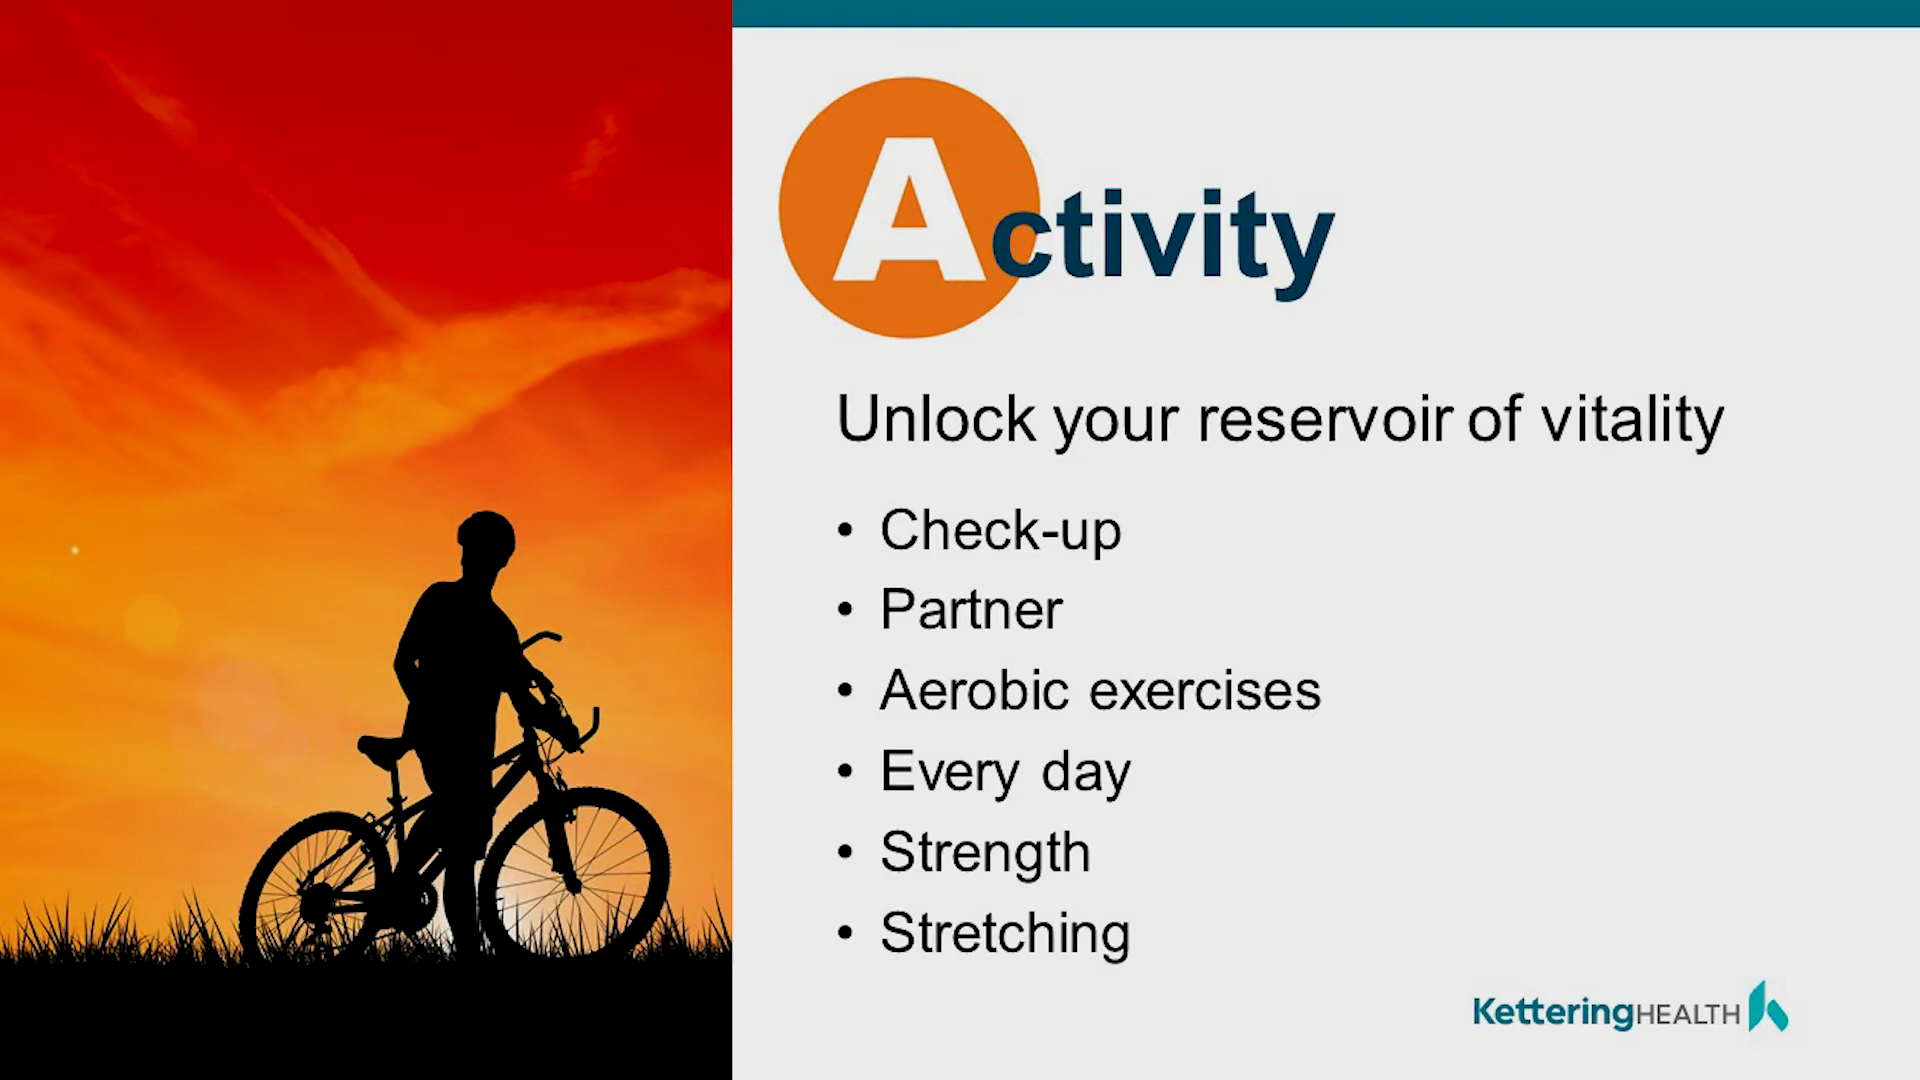 Activity
Unlock your reservoir of vitality
• Check-up
• Partner
• Aerobic exercises
• Every day
• Strength
• Stretching
KetteringHEALTH